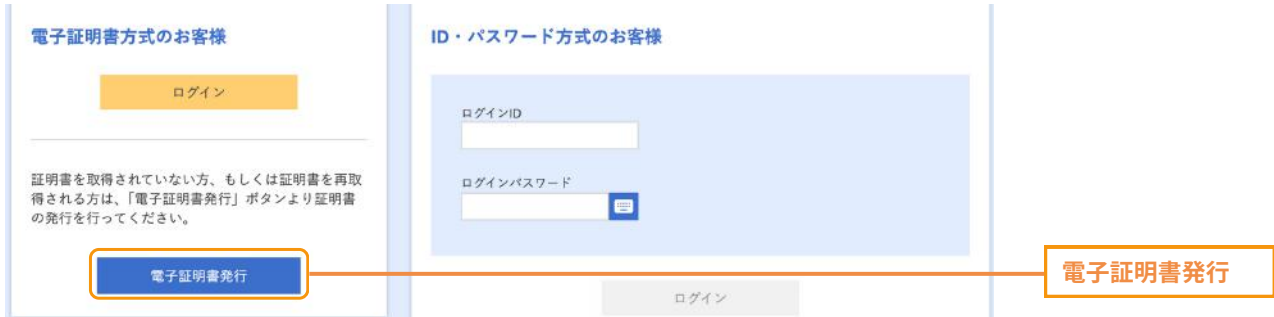 電子証明書方式のお客様
ログイン
証明書を取得されていない方、もしくは証明書を再取
得される方は、「電子証明書発行」ボタンより証明書
の発行を行ってください。
電子証明書発行
ID・パスワード方式のお客様
ログインID
ログインパスワード
ログイン
電子証明書発行